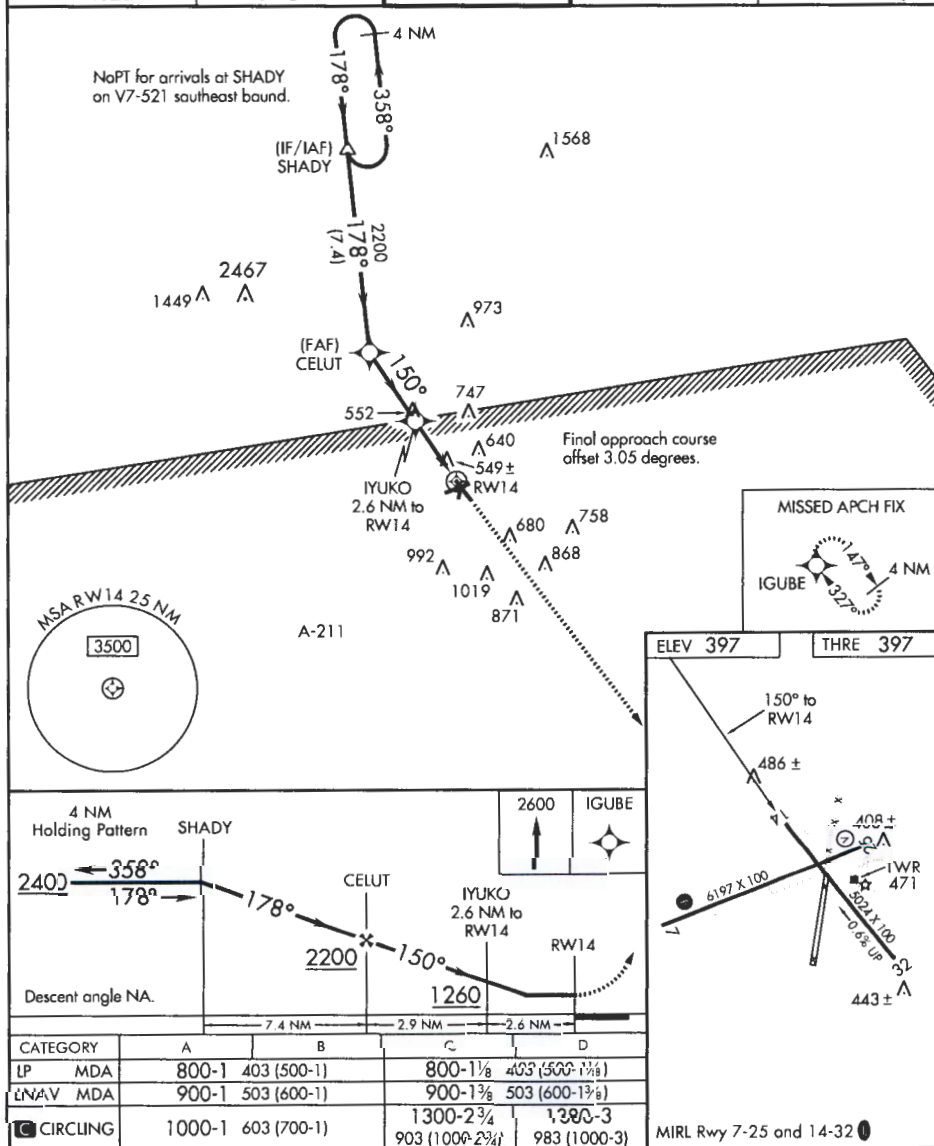 4 NM
NoPT for arrivals at SHADY
on V7-521 southeast bound.
178°
358°
(IF/IAF)
SHADY
1568
2200
178°
(7.4)
2467
1449
973
(FAF)
CELUT
150°
747
552
640
549±
RW14
Final approach course
offset 3.05 degrees.
IYUKO
2.6 NM to
RW14
680
758
992
868
1019
871
MISSED APCH FIX
147°
4 NM
IGUBE
327°
MSA RW14 25 NM
3500
A-211
ELEV 397
THRE 397
150° to
RW14
486 ±
14
408±
25
TWR
471
6197 X 100
5024 X 100
0.6% UP
7
32
443 ±
4 NM
Holding Pattern
SHADY
2600
IGUBE
358°
2400
178°
178°
CELUT
IYUKO
2.6 NM to
RW14
2200
150°
RW14
1260
Descent angle NA.
7.4 NM
2.9 NM
2.6 NM
CATEGORY A B C D
LP MDA 800-1 403 (500-1) 800-1⅛ 403 (500-1⅛)
LNAV MDA 900-1 503 (600-1) 900-1⅜ 503 (600-1⅜)
C CIRCLING 1000-1 603 (700-1) 1300-2¾ 1380-3
903 (1000-2¾) 983 (1000-3)
MIRL Rwy 7-25 and 14-32 L